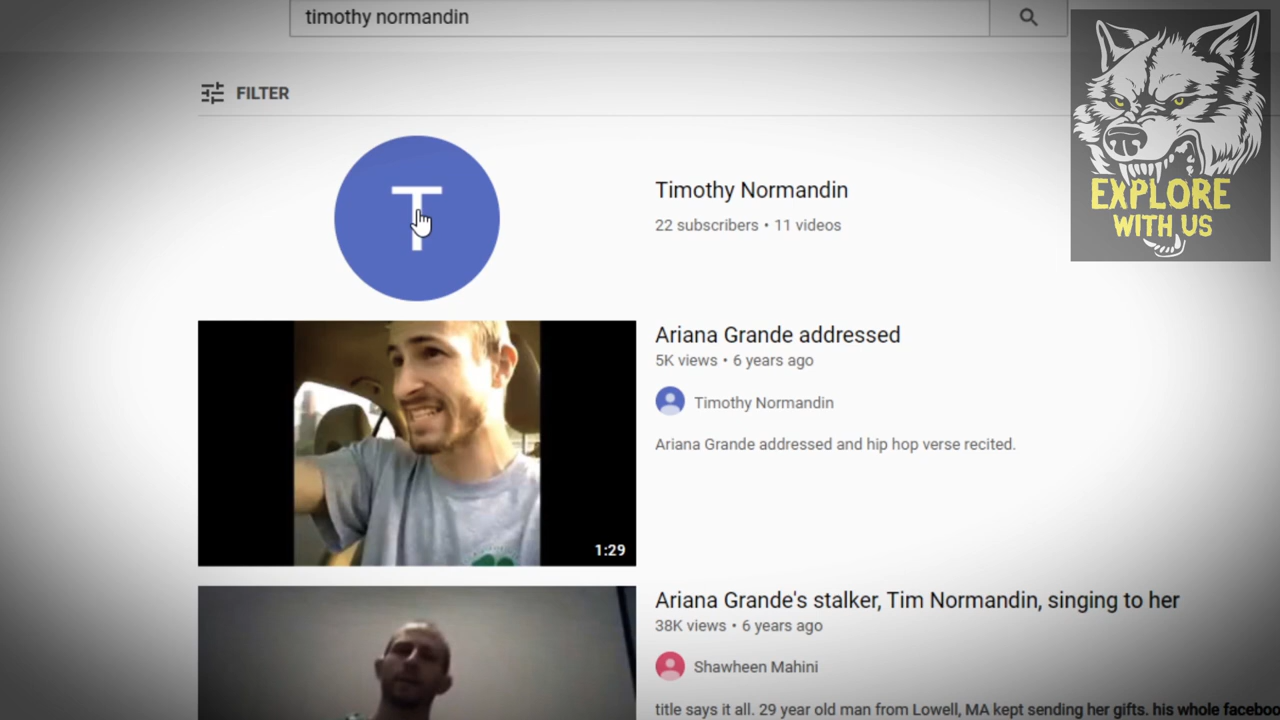 timothy normandin
FILTER
EXPLORE
WITH US
T
Timothy Normandin
22 subscribers • 11 videos
Ariana Grande addressed
5K views • 6 years ago
Timothy Normandin
Ariana Grande addressed and hip hop verse recited.
1:29
Ariana Grande's stalker, Tim Normandin, singing to her
38K views • 6 years ago
Shawheen Mahini
title says it all. 29 year old man from Lowell, MA kept sending her gifts. his whole faceboo